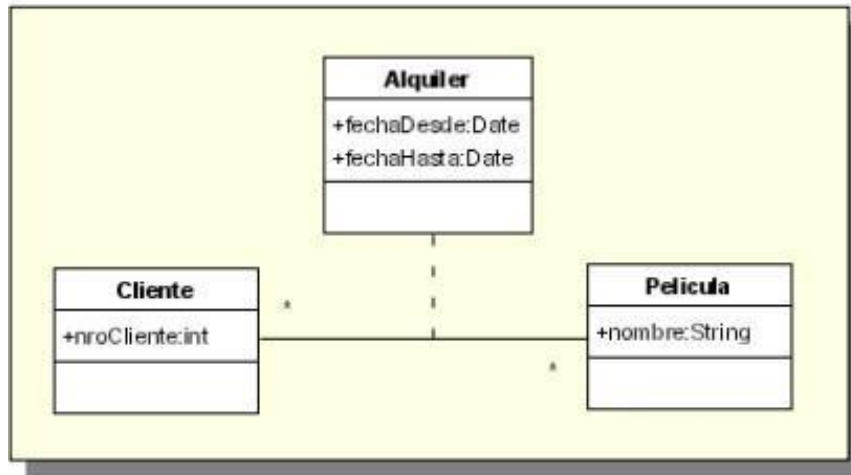 Alquiler
+fechaDesde:Date
+fechaHasta:Date
Cliente
+nroCliente:int
*
Pelicula
+nombre:String
*